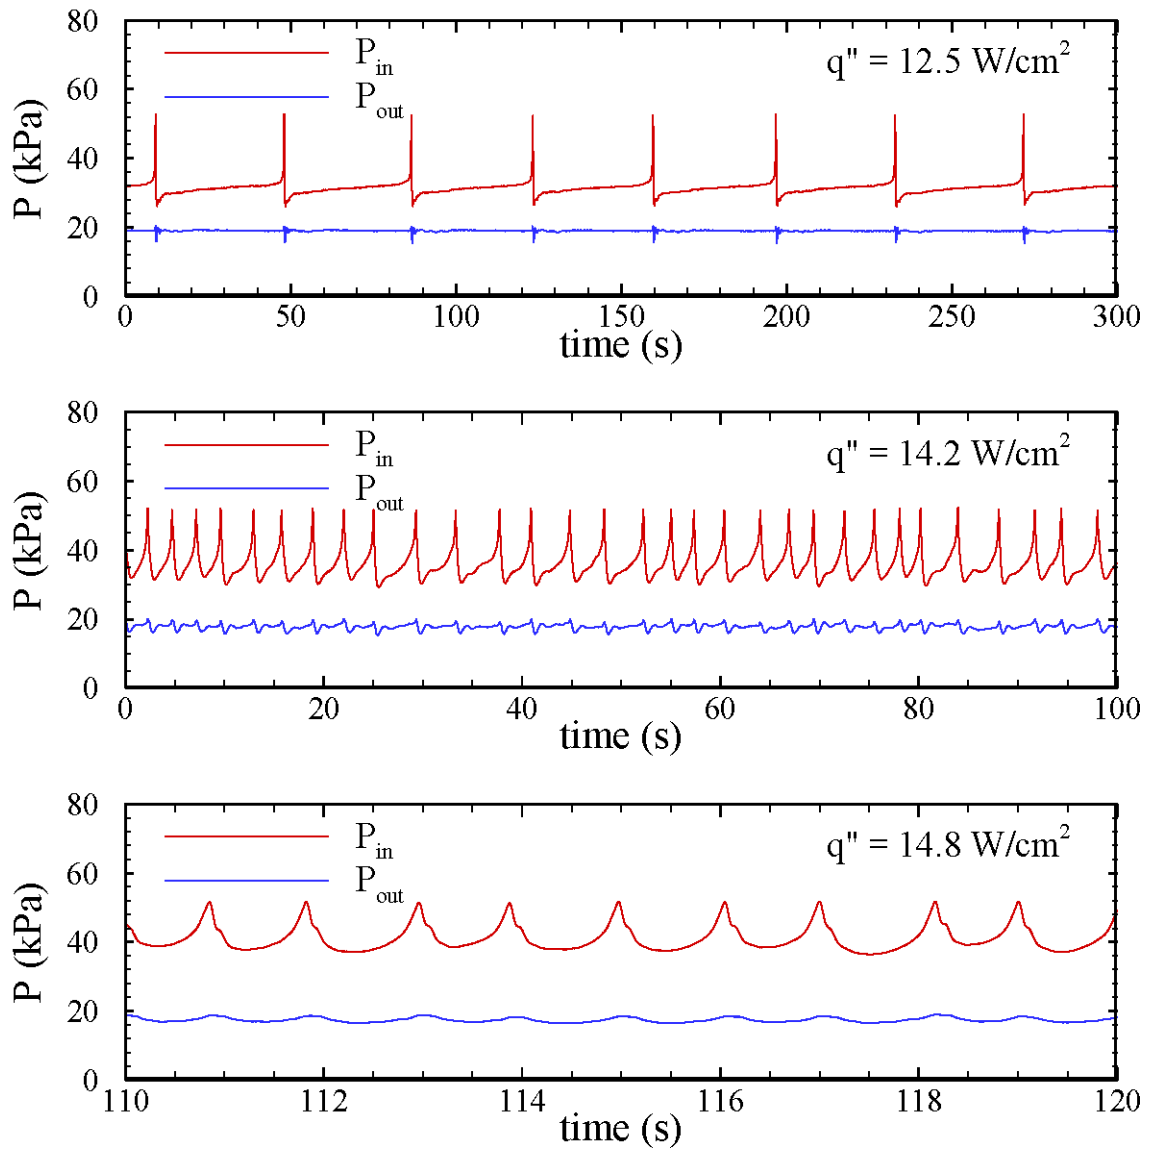 80
60
40
20
0
P (kPa)
P_in
P_out
q" = 12.5 W/cm²
0 50 100 150 200 250 300
time (s)
80
60
40
20
0
P (kPa)
P_in
P_out
q" = 14.2 W/cm²
0 20 40 60 80 100
time (s)
80
60
40
20
0
P (kPa)
P_in
P_out
q" = 14.8 W/cm²
110 112 114 116 118 120
time (s)